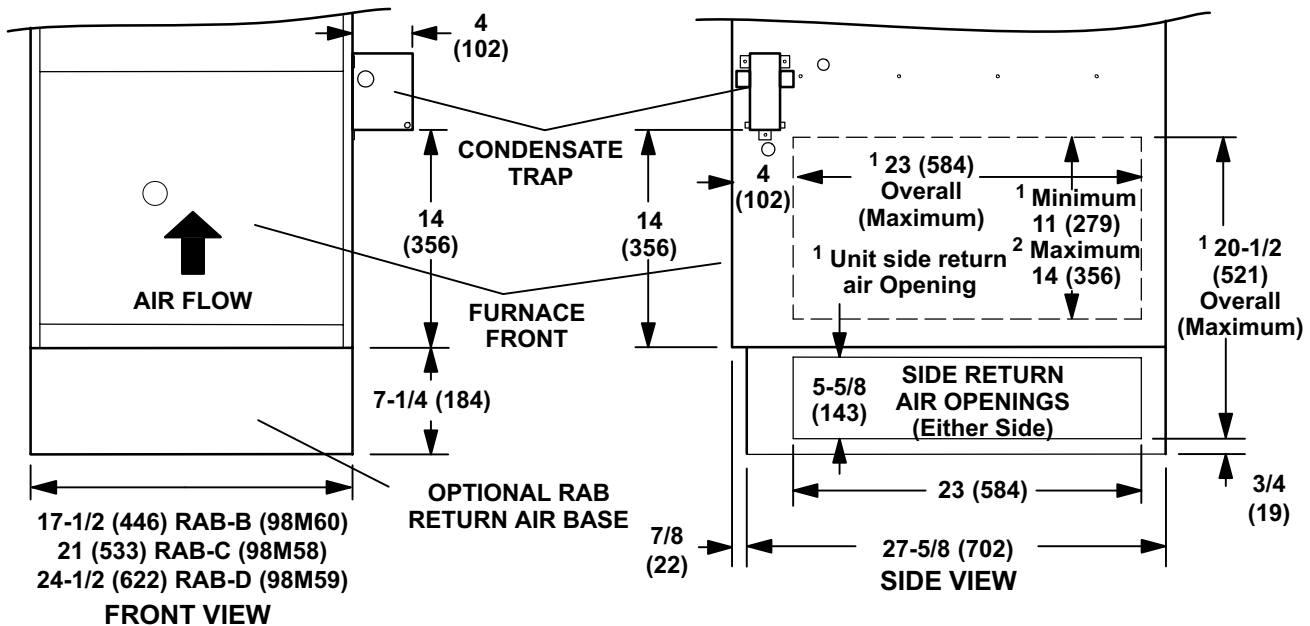 4
(102)
CONDENSATE
TRAP
14
(356)
AIR FLOW
FURNACE
FRONT
7-1/4 (184)
OPTIONAL RAB
RETURN AIR BASE
17-1/2 (446) RAB-B (98M60)
21 (533) RAB-C (98M58)
24-1/2 (622) RAB-D (98M59)
FRONT VIEW
4
(102)
14
(356)
1 23 (584)
Overall
(Maximum)
1 Minimum
11 (279)
2 Maximum
14 (356)
1 Unit side return
air Opening
1 20-1/2
(521)
Overall
(Maximum)
5-5/8
(143)
SIDE RETURN
AIR OPENINGS
(Either Side)
23 (584)
3/4
(19)
7/8
(22)
27-5/8 (702)
SIDE VIEW